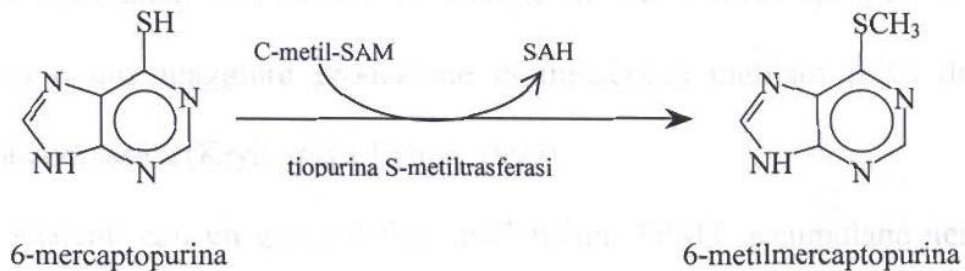 SH
SCH₃
C-metil-SAM
SAH
N
N
NH
N
tiopurina S-metiltrasferasi
N
N
NH
N
6-mercaptopurina
6-metilmercaptopurina